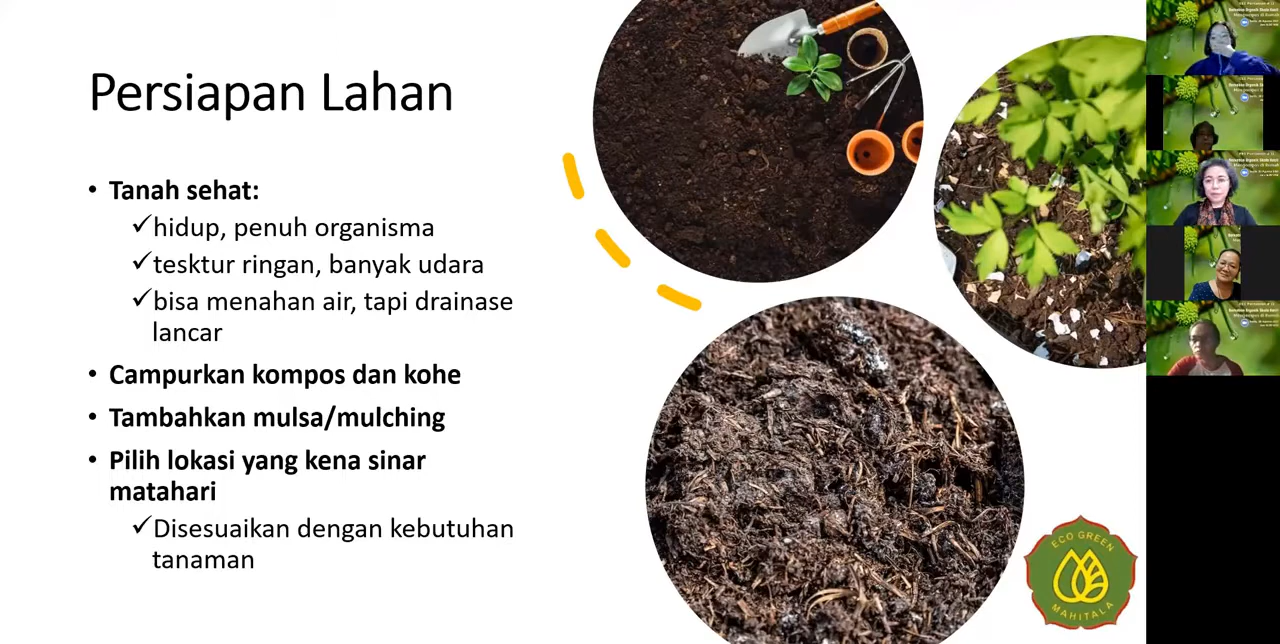 Persiapan Lahan
• Tanah sehat:
✓hidup, penuh organisma
✓tesktur ringan, banyak udara
✓bisa menahan air, tapi drainase
lancar
• Campurkan kompos dan kohe
• Tambahkan mulsa/mulching
• Pilih lokasi yang kena sinar
matahari
✓Disesuaikan dengan kebutuhan
tanaman
ECO GREEN
MAHITALA